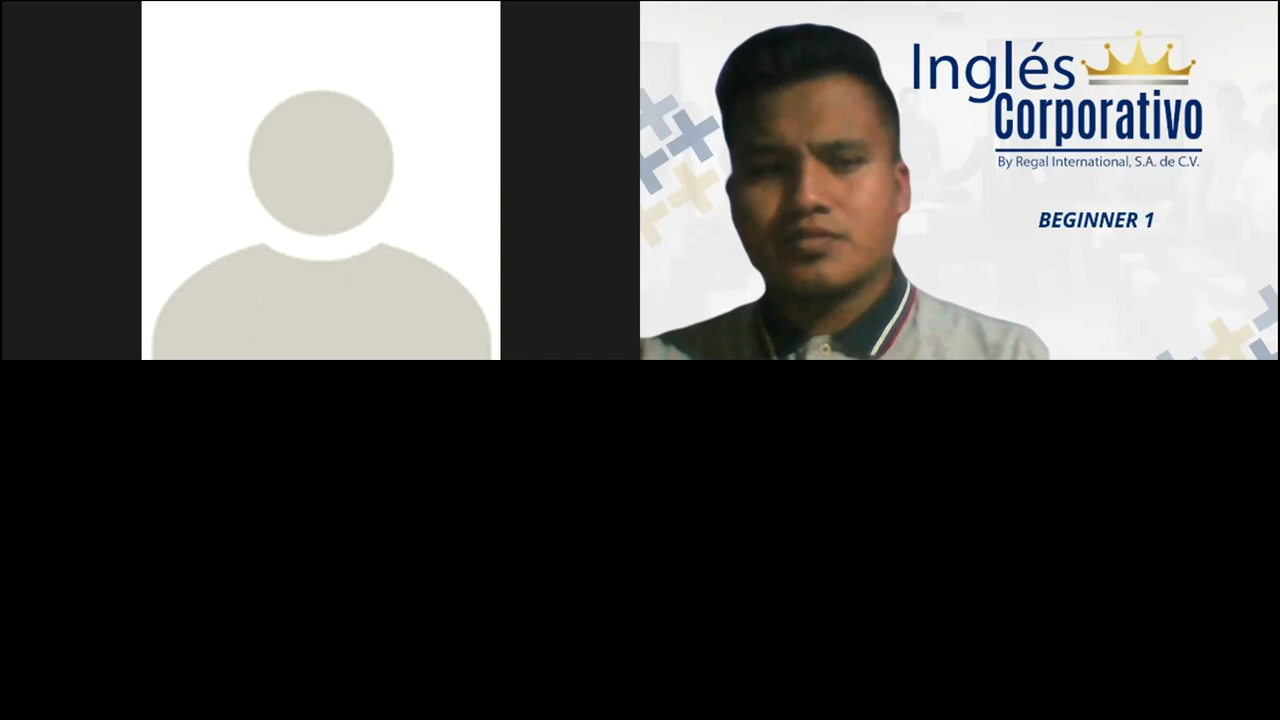 Inglés
Corporativo
By Regal International, S.A. de C.V.
BEGINNER 1